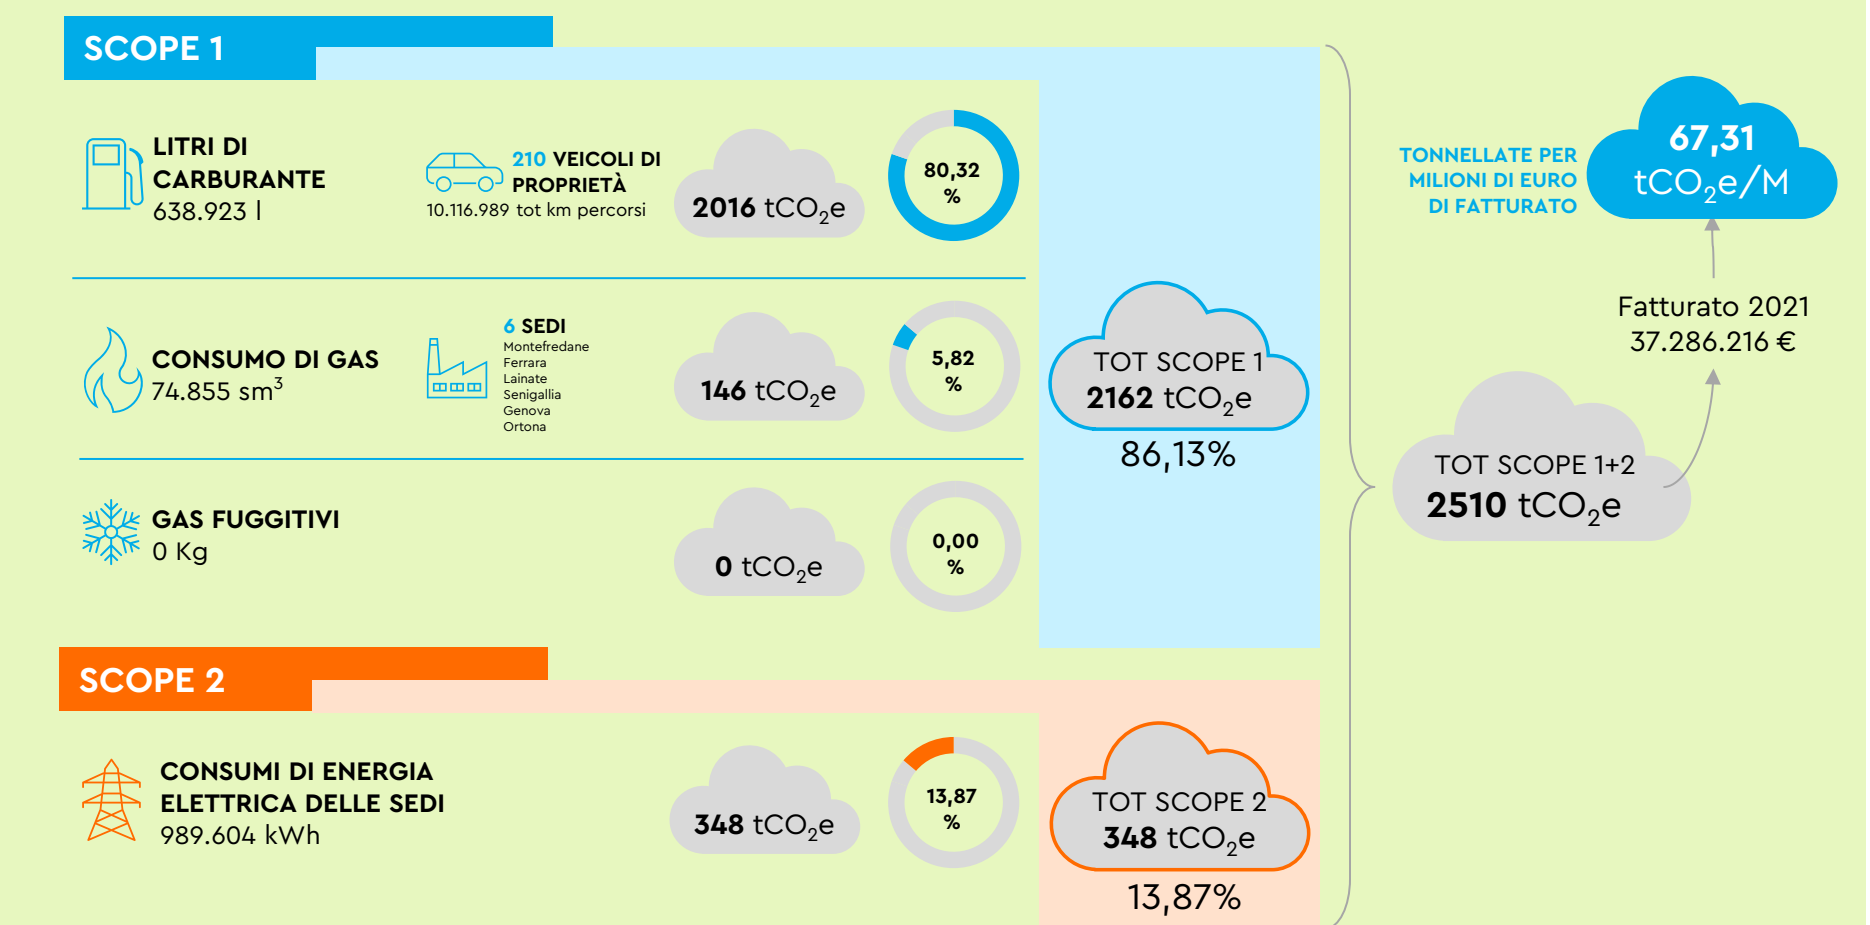 SCOPE 1
LITRI DI
CARBURANTE
638.923 l
210 VEICOLI DI
PROPRIETÀ
10.116.989 tot km percorsi
2016 tCO₂e
80,32
%
CONSUMO DI GAS
74.855 sm³
6 SEDI
Montefredane
Ferrara
Lainate
Senigallia
Genova
Ortona
146 tCO₂e
5,82
%
GAS FUGGITIVI
0 Kg
0 tCO₂e
0,00
%
TOT SCOPE 1
2162 tCO₂e
86,13%
SCOPE 2
CONSUMI DI ENERGIA
ELETTRICA DELLE SEDI
989.604 kWh
348 tCO₂e
13,87
%
TOT SCOPE 2
348 tCO₂e
13,87%
TOT SCOPE 1+2
2510 tCO₂e
Fatturato 2021
37.286.216 €
TONNELLATE PER
MILIONI DI EURO
DI FATTURATO
67,31
tCO₂e/M